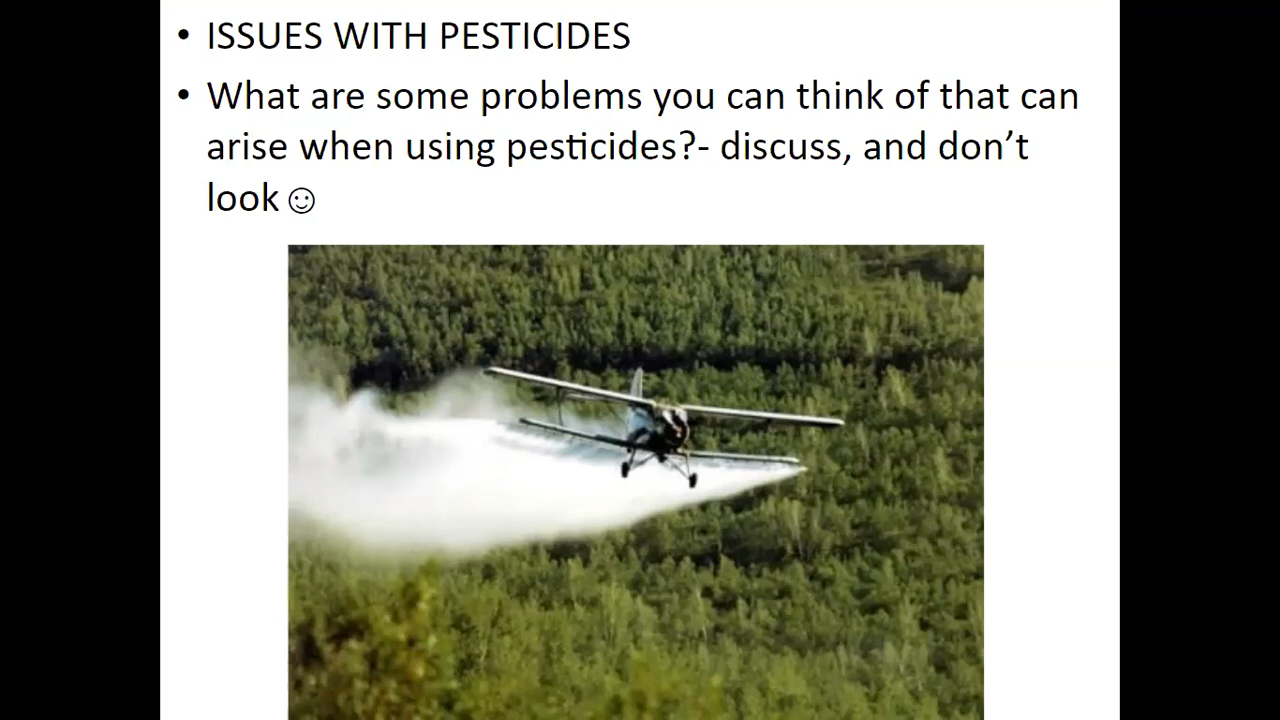 • ISSUES WITH PESTICIDES
• What are some problems you can think of that can
arise when using pesticides?- discuss, and don’t
look☺